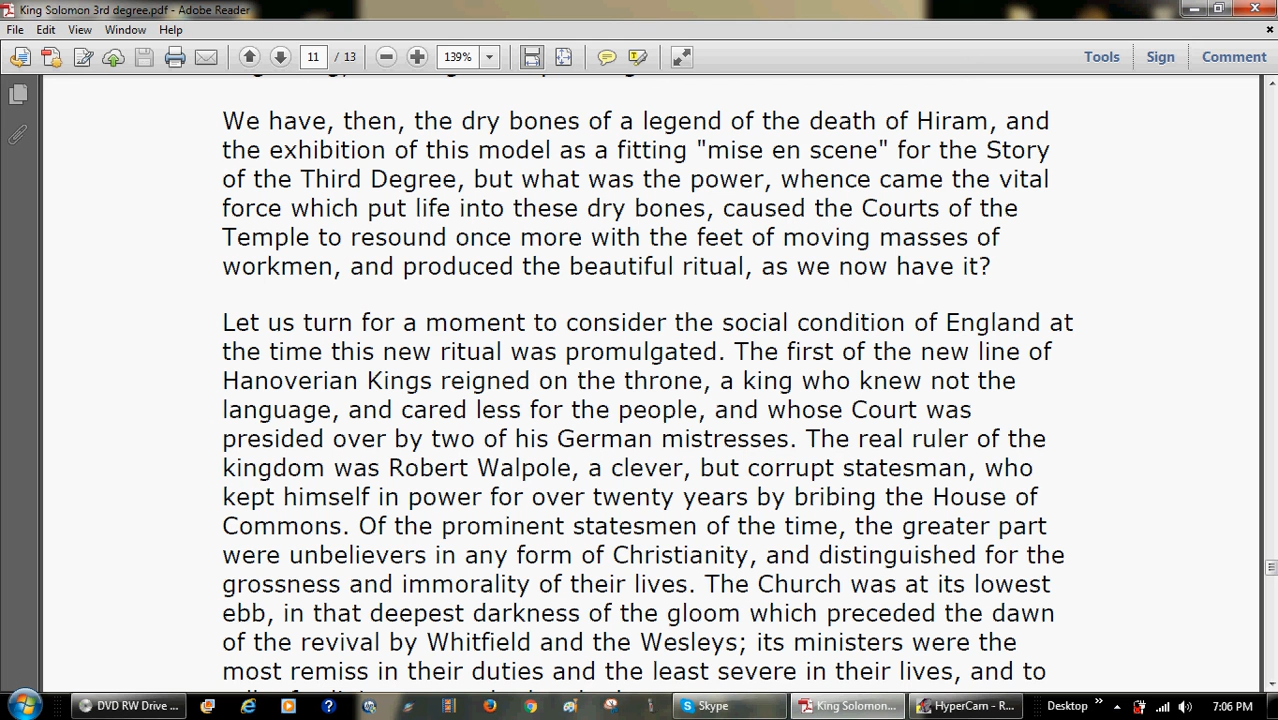 King Solomon 3rd degree.pdf - Adobe Reader
File Edit View Window Help
11 / 13 139% Tools Sign Comment
We have, then, the dry bones of a legend of the death of Hiram, and
the exhibition of this model as a fitting "mise en scene" for the Story
of the Third Degree, but what was the power, whence came the vital
force which put life into these dry bones, caused the Courts of the
Temple to resound once more with the feet of moving masses of
workmen, and produced the beautiful ritual, as we now have it?
Let us turn for a moment to consider the social condition of England at
the time this new ritual was promulgated. The first of the new line of
Hanoverian Kings reigned on the throne, a king who knew not the
language, and cared less for the people, and whose Court was
presided over by two of his German mistresses. The real ruler of the
kingdom was Robert Walpole, a clever, but corrupt statesman, who
kept himself in power for over twenty years by bribing the House of
Commons. Of the prominent statesmen of the time, the greater part
were unbelievers in any form of Christianity, and distinguished for the
grossness and immorality of their lives. The Church was at its lowest
ebb, in that deepest darkness of the gloom which preceded the dawn
of the revival by Whitfield and the Wesleys; its ministers were the
most remiss in their duties and the least severe in their lives, and to
DVD RW Drive ... Skype King Solomon... HyperCam - R... Desktop » 7:06 PM